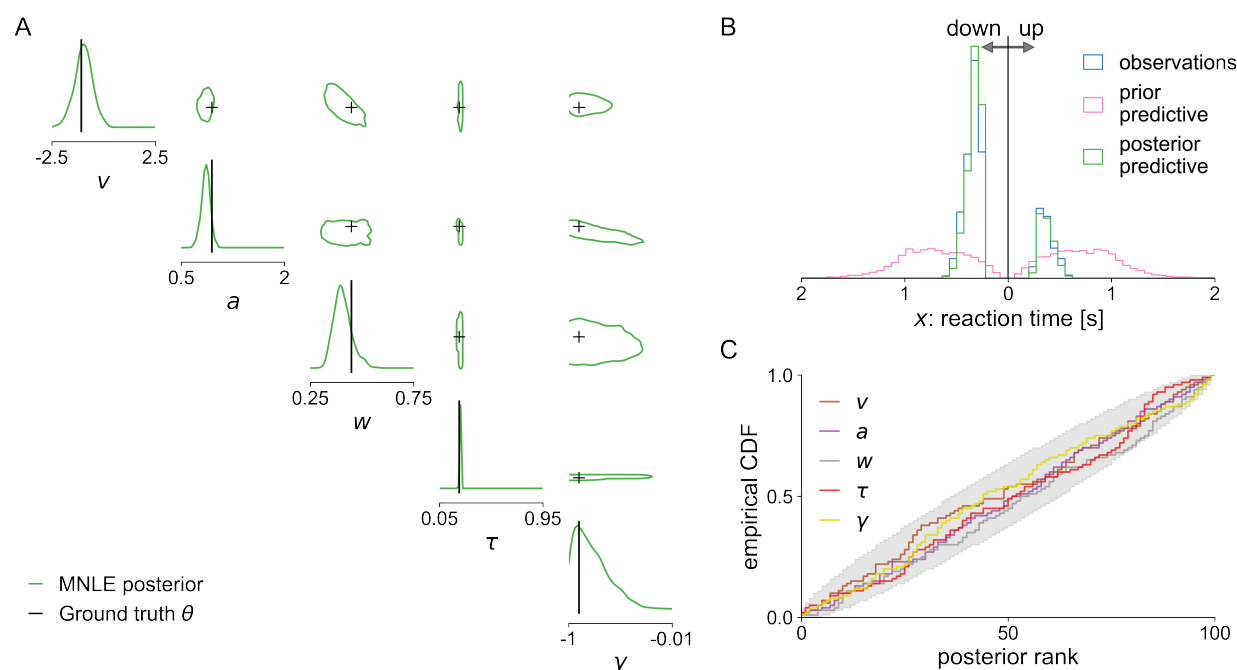 A
-2.5 2.5
v
0.5 2
a
0.25 0.75
w
0.05 0.95
τ
-1 -0.01
γ
MNLE posterior
Ground truth θ
B
down up
observations
prior
predictive
posterior
predictive
2 1 0 1 2
x: reaction time [s]
C
1.0
0.5
0.0
empirical CDF
v
a
w
τ
γ
50 100
posterior rank